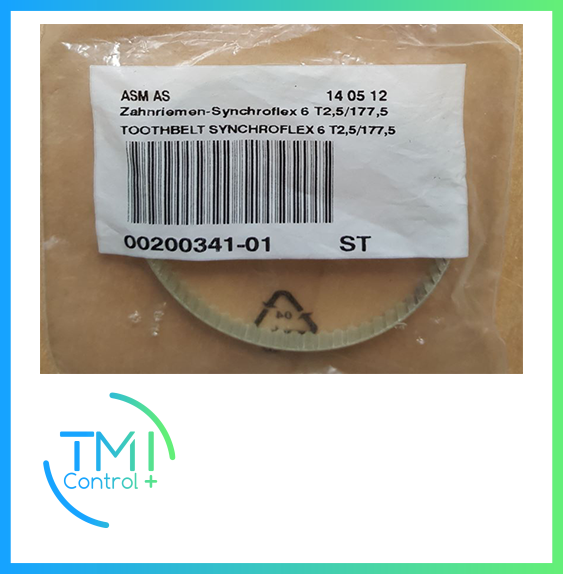 ASM AS 14 05 12
Zahnriemen-Synchroflex 6 T2,5/177,5
TOOTHBELT SYNCHROFLEX 6 T2,5/177,5
00200341-01 ST
04
TMI
Control +